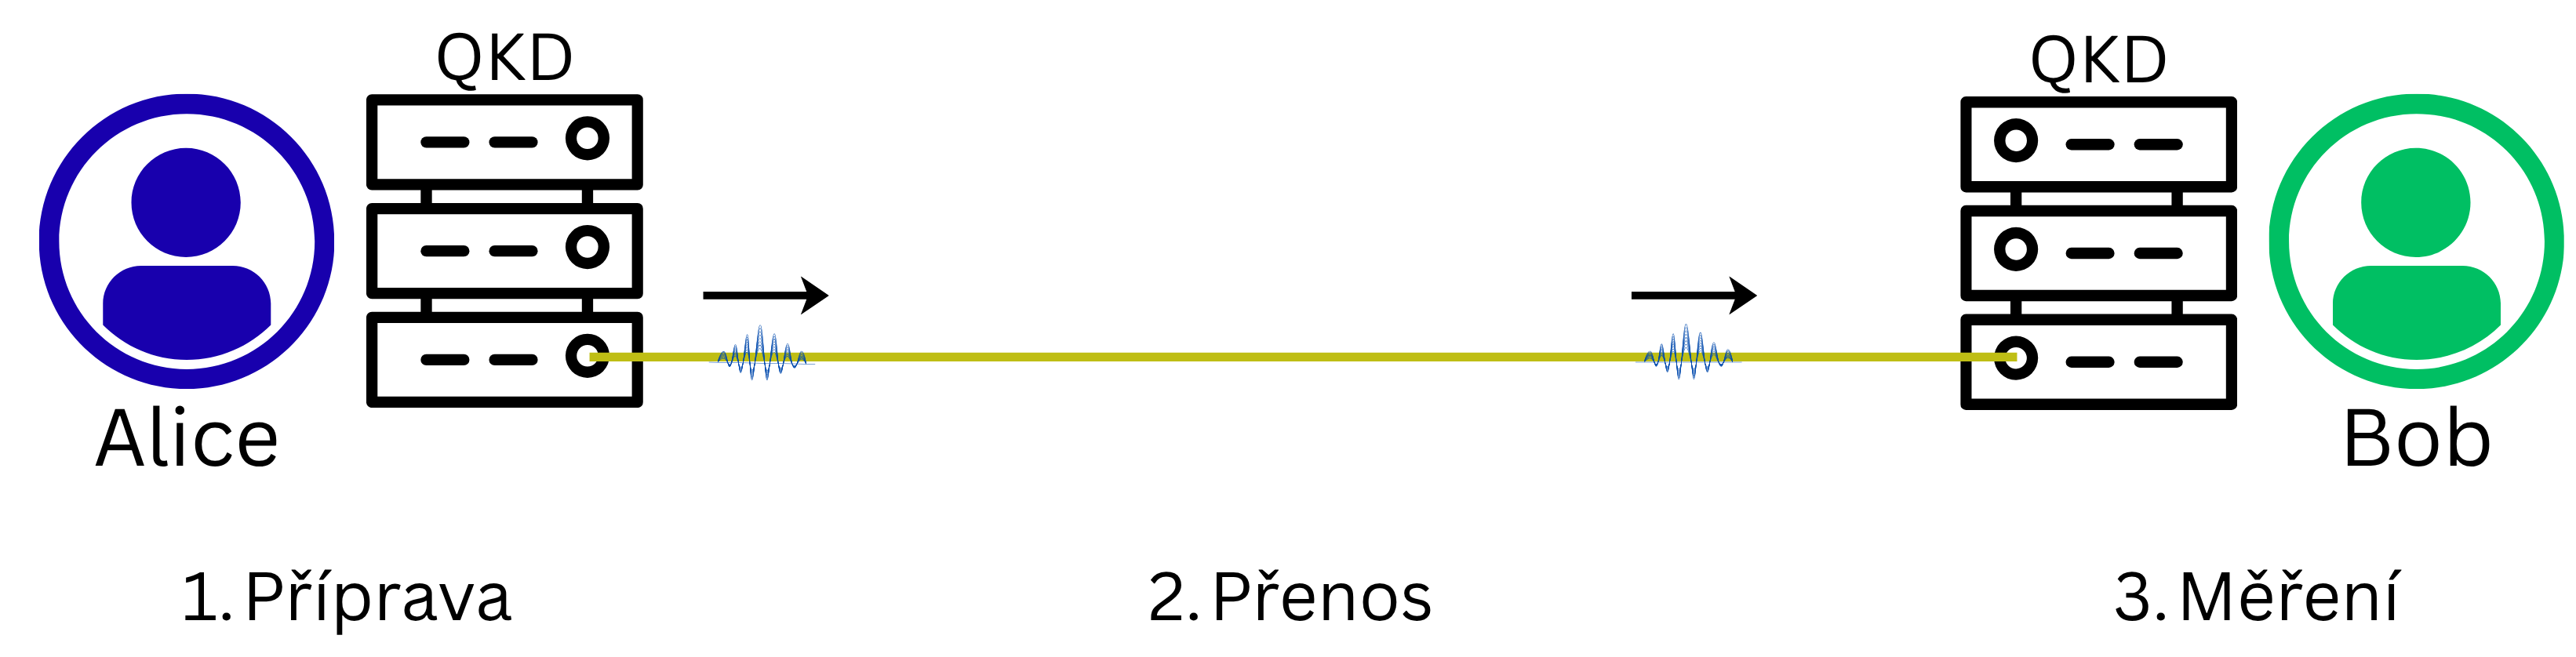 QKD
QKD
Alice
Bob
1. Příprava
2. Přenos
3. Měření